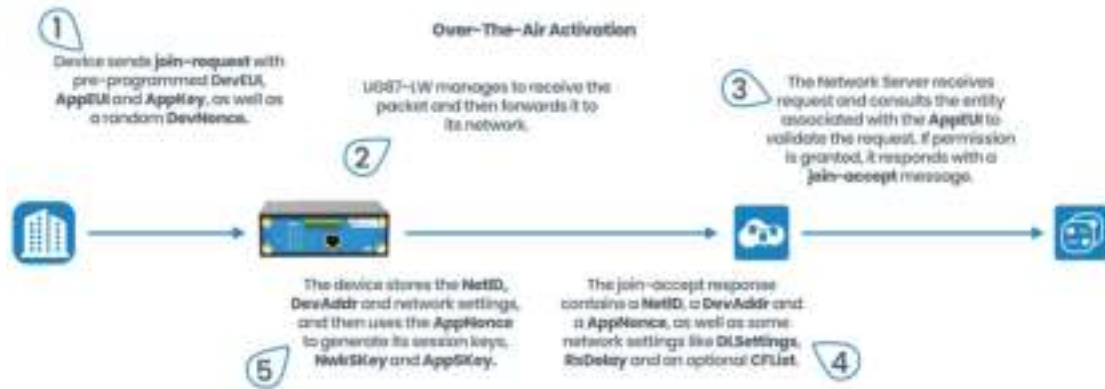 Over-The-Air Activation
1
Device sends join-request with
pre-programmed DevEUI,
AppEUI and AppKey, as well as
a random DevNonce.
2
UG87-LW manages to receive the
packet and then forwards it to
its network.
3
The Network Server receives
request and consults the entity
associated with the AppEUI to
validate the request. If permission
is granted, it responds with a
join-accept message.
4
The join-accept response
contains a NetID, a DevAddr and
a AppNonce, as well as some
network settings like DLSettings,
RxDelay and an optional CFList.
5
The device stores the NetID,
DevAddr and network settings,
and then uses the AppNonce
to generate its session keys,
NwkSKey and AppSKey.